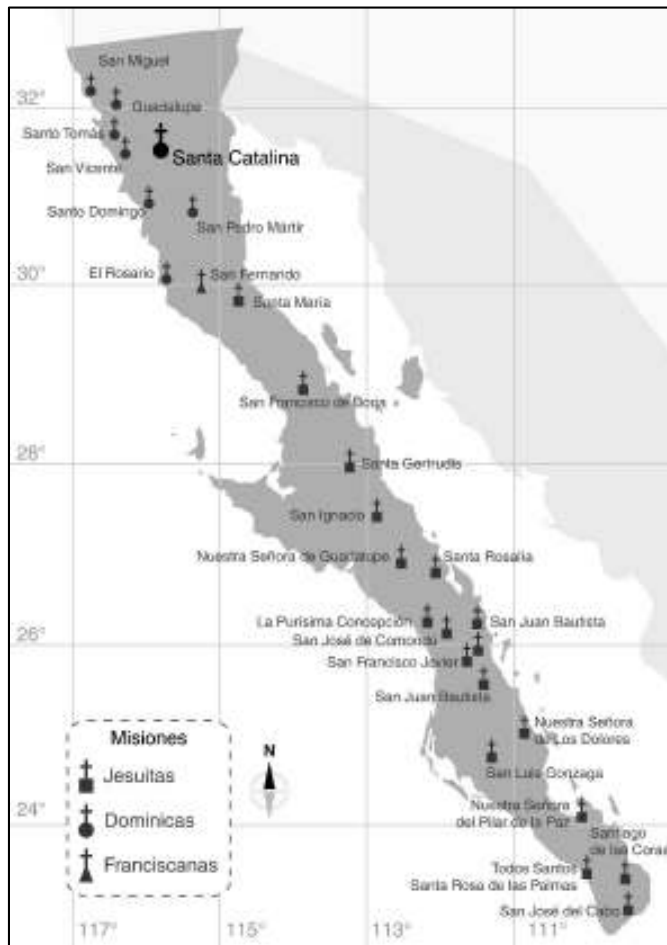 San Miguel
32°
Guadalupe
Santo Tomás
Santa Catalina
San Vicente
Santo Domingo
San Pedro Mártir
El Rosario
San Fernando
30°
Santa María
San Francisco de Borja
28°
Santa Gertrudis
San Ignacio
Nuestra Señora de Guadalupe
Santa Rosalía
La Purísima Concepción
San Juan Bautista
San José de Comondú
26°
San Francisco Javier
San Juan Bautista
Nuestra Señora
de Los Dolores
San Luis Gonzaga
Misiones
N
Jesuitas
Dominicas
Franciscanas
24°
Nuestra Señora
del Pilar de la Paz
Santiago
de las Coras
Todos Santos
Santa Rosa de las Palmas
San José del Cabo
117°
115°
113°
111°